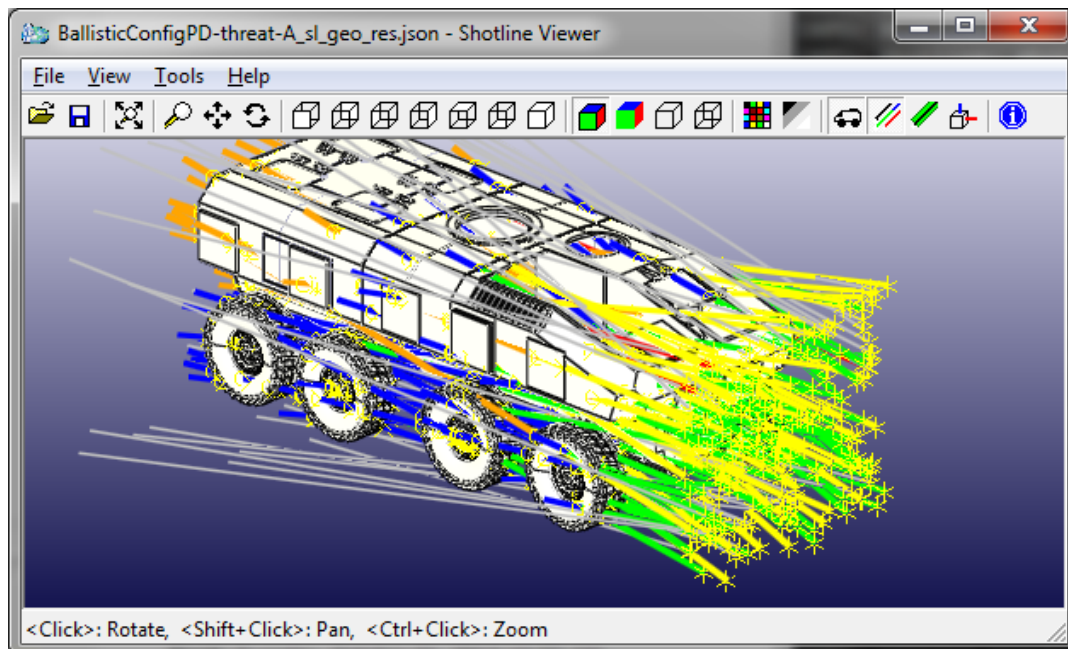 BallisticConfigPD-threat-A_sl_geo_res.json - Shotline Viewer
File View Tools Help
<Click>: Rotate, <Shift+Click>: Pan, <Ctrl+Click>: Zoom